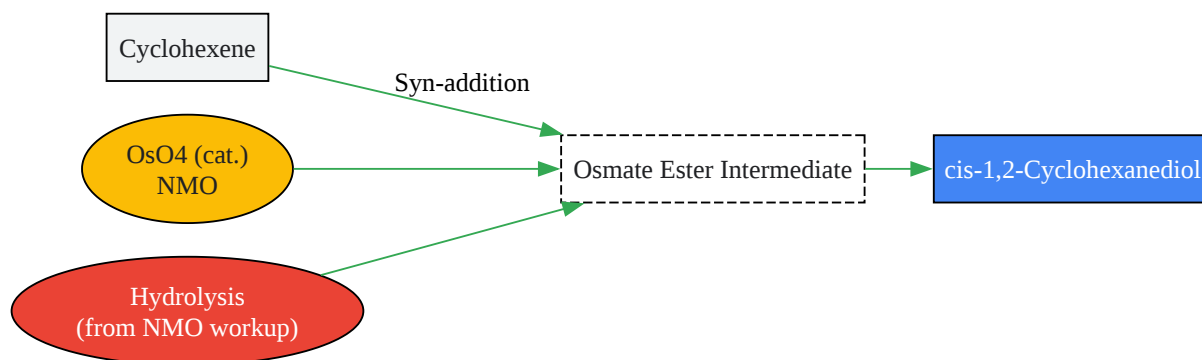 Cyclohexene
Syn-addition
OsO4 (cat.)
NMO
Osmate Ester Intermediate
cis-1,2-Cyclohexanediol
Hydrolysis
(from NMO workup)